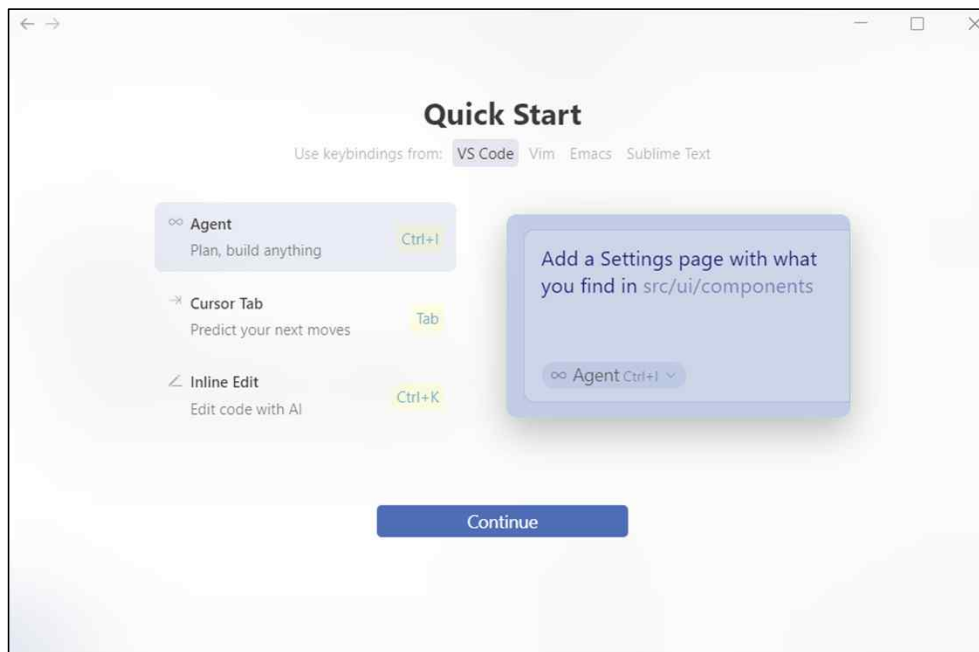 Quick Start
Use keybindings from: VS Code Vim Emacs Sublime Text
Agent
Plan, build anything
Ctrl+I
Cursor Tab
Predict your next moves
Tab
Inline Edit
Edit code with AI
Ctrl+K
Add a Settings page with what
you find in src/ui/components
Agent Ctrl+I
Continue